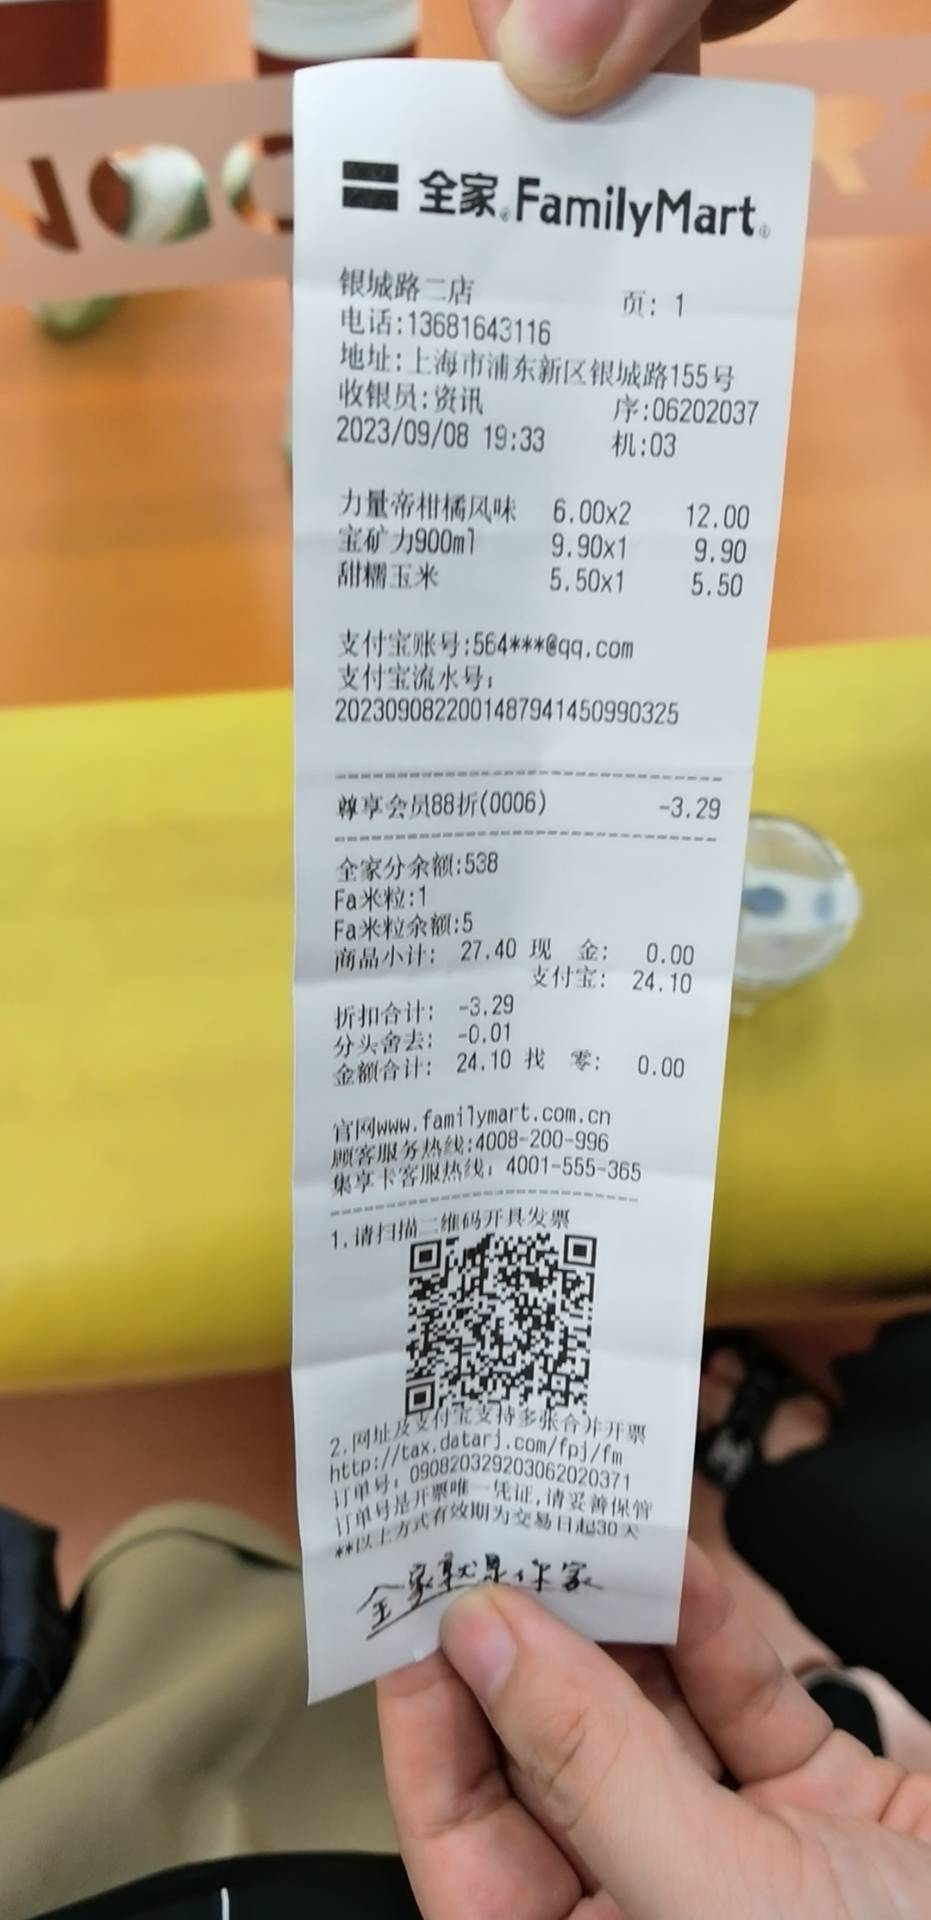 全家 FamilyMart
银城路二店 页: 1
电话:13681643116
地址:上海市浦东新区银城路155号
收银员:资讯 序:06202037
2023/09/08 19:33 机:03
力量帝柑橘风味 6.00x2 12.00
宝矿力900ml 9.90x1 9.90
甜糯玉米 5.50x1 5.50
支付宝账号:564***@qq.com
支付宝流水号:
2023090822001487941450990325
尊享会员88折(0006) -3.29
全家分余额:538
Fa米粒:1
Fa米粒余额:5
商品小计: 27.40 现 金: 0.00
支付宝: 24.10
折扣合计: -3.29
分头舍去: -0.01
金额合计: 24.10 找 零: 0.00
官网www.familymart.com.cn
顾客服务热线:4008-200-996
集享卡客服热线: 4001-555-365
1.请扫描二维码开具发票
2.网址及支付宝支持多张合并开票
http://tax.datarj.com/fpj/fm
订单号: 090820329203062020371
订单号是开票唯一凭证,请妥善保管
**以上方式有效期为交易日起30天
全家就是你家